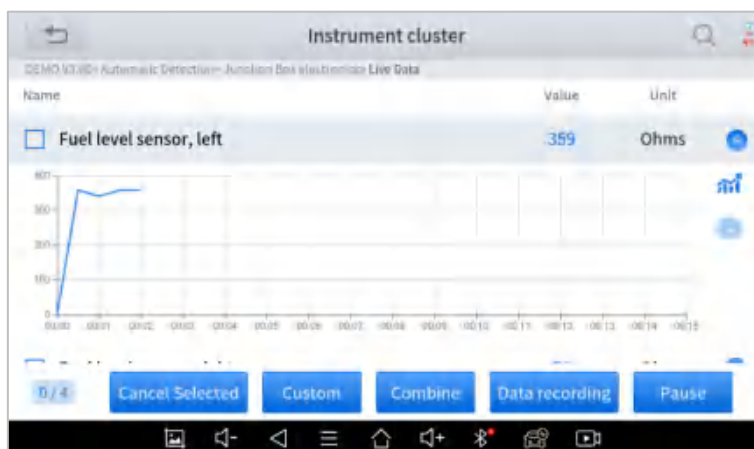 Instrument cluster
DEMO V3.00> Automatic Detection> Junction Box electronics> Live Data
Name Value Unit
Fuel level sensor, left 359 Ohms
300
200
100
0
00:00 00:01 00:02 00:03 00:04 00:05 00:06 00:07 00:08 00:09 00:10 00:11 00:12 00:13 00:14 00:15
0/4 Cancel Selected Custom Combine Data recording Pause